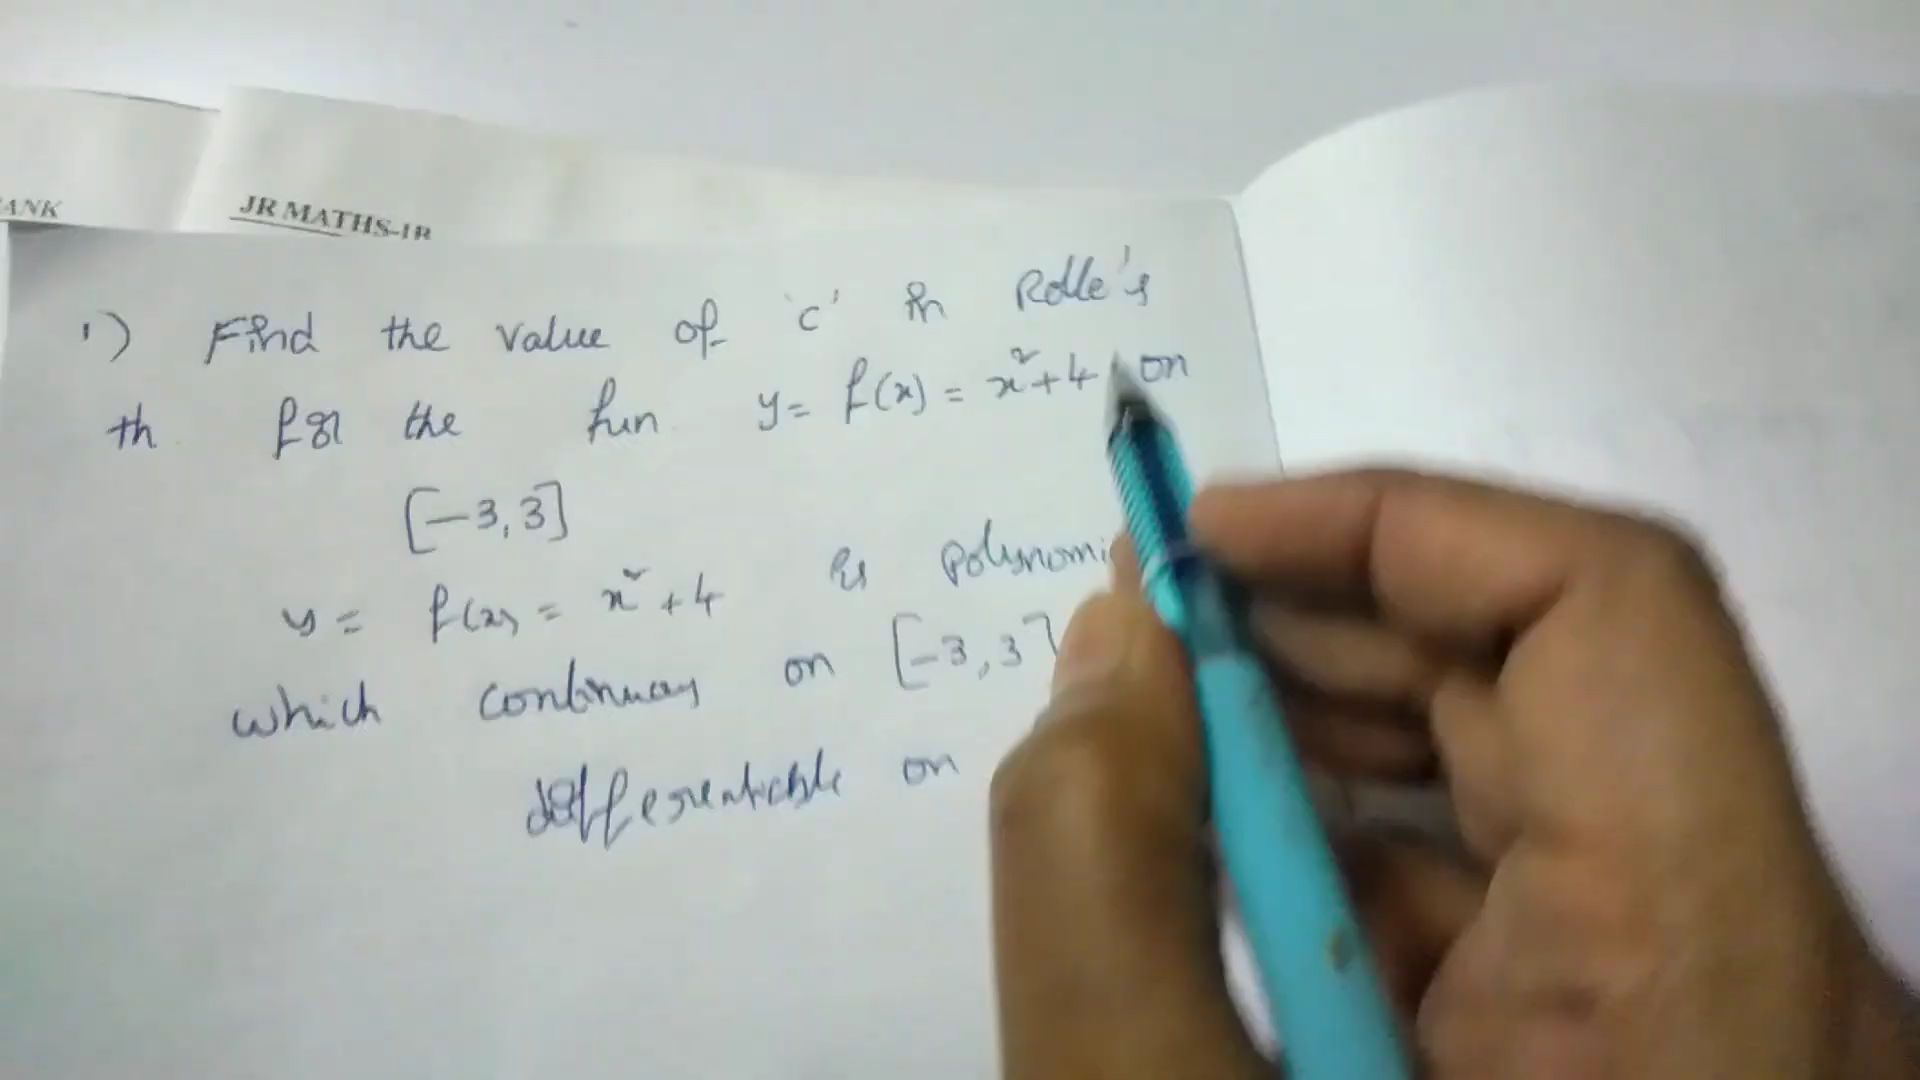 ANK
JR MATHS-1B
1) Find the value of 'c' in Rolle's
th for the fun y = f(x) = x²+4 on
[-3,3]
y = f(x) = x²+4 is polynomi
which continuous on [-3,3]
differentiable on